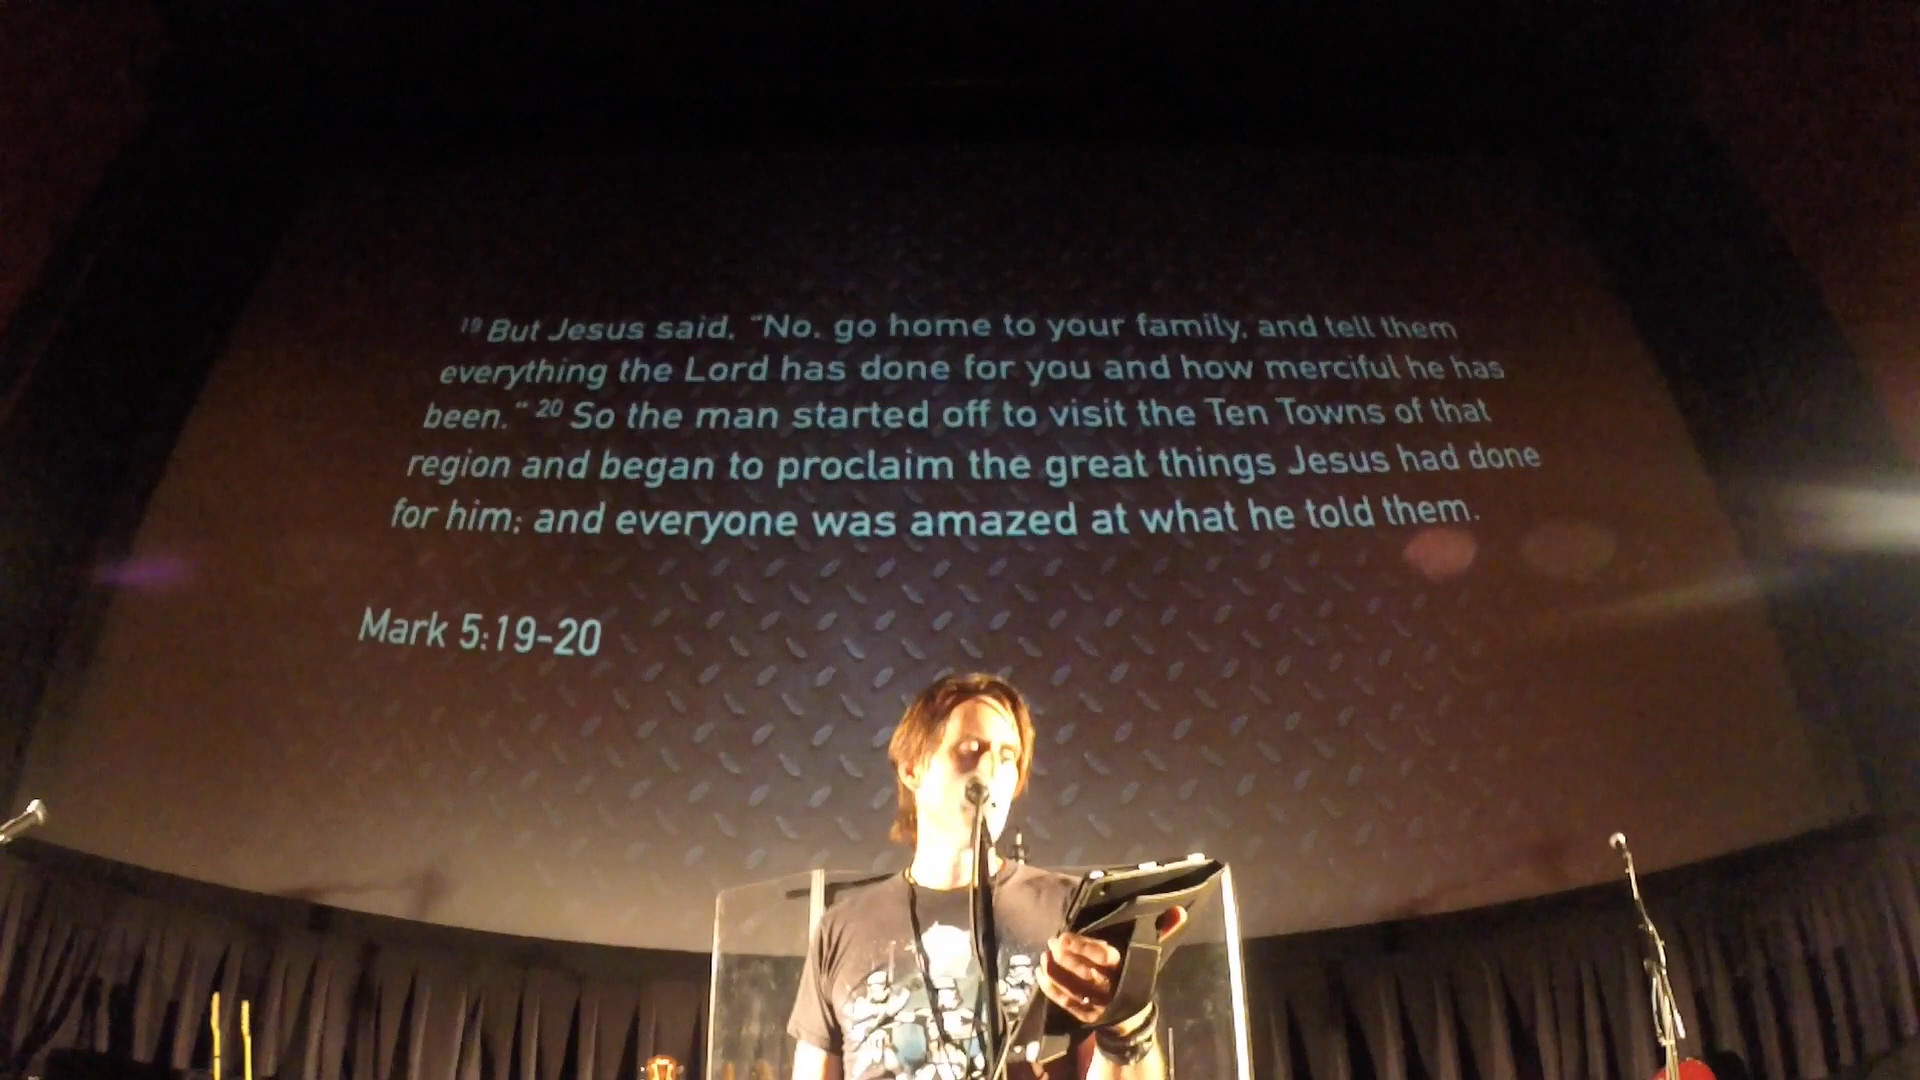 19 But Jesus said, "No, go home to your family, and tell them
everything the Lord has done for you and how merciful he has
been." 20 So the man started off to visit the Ten Towns of that
region and began to proclaim the great things Jesus had done
for him; and everyone was amazed at what he told them.
Mark 5:19-20